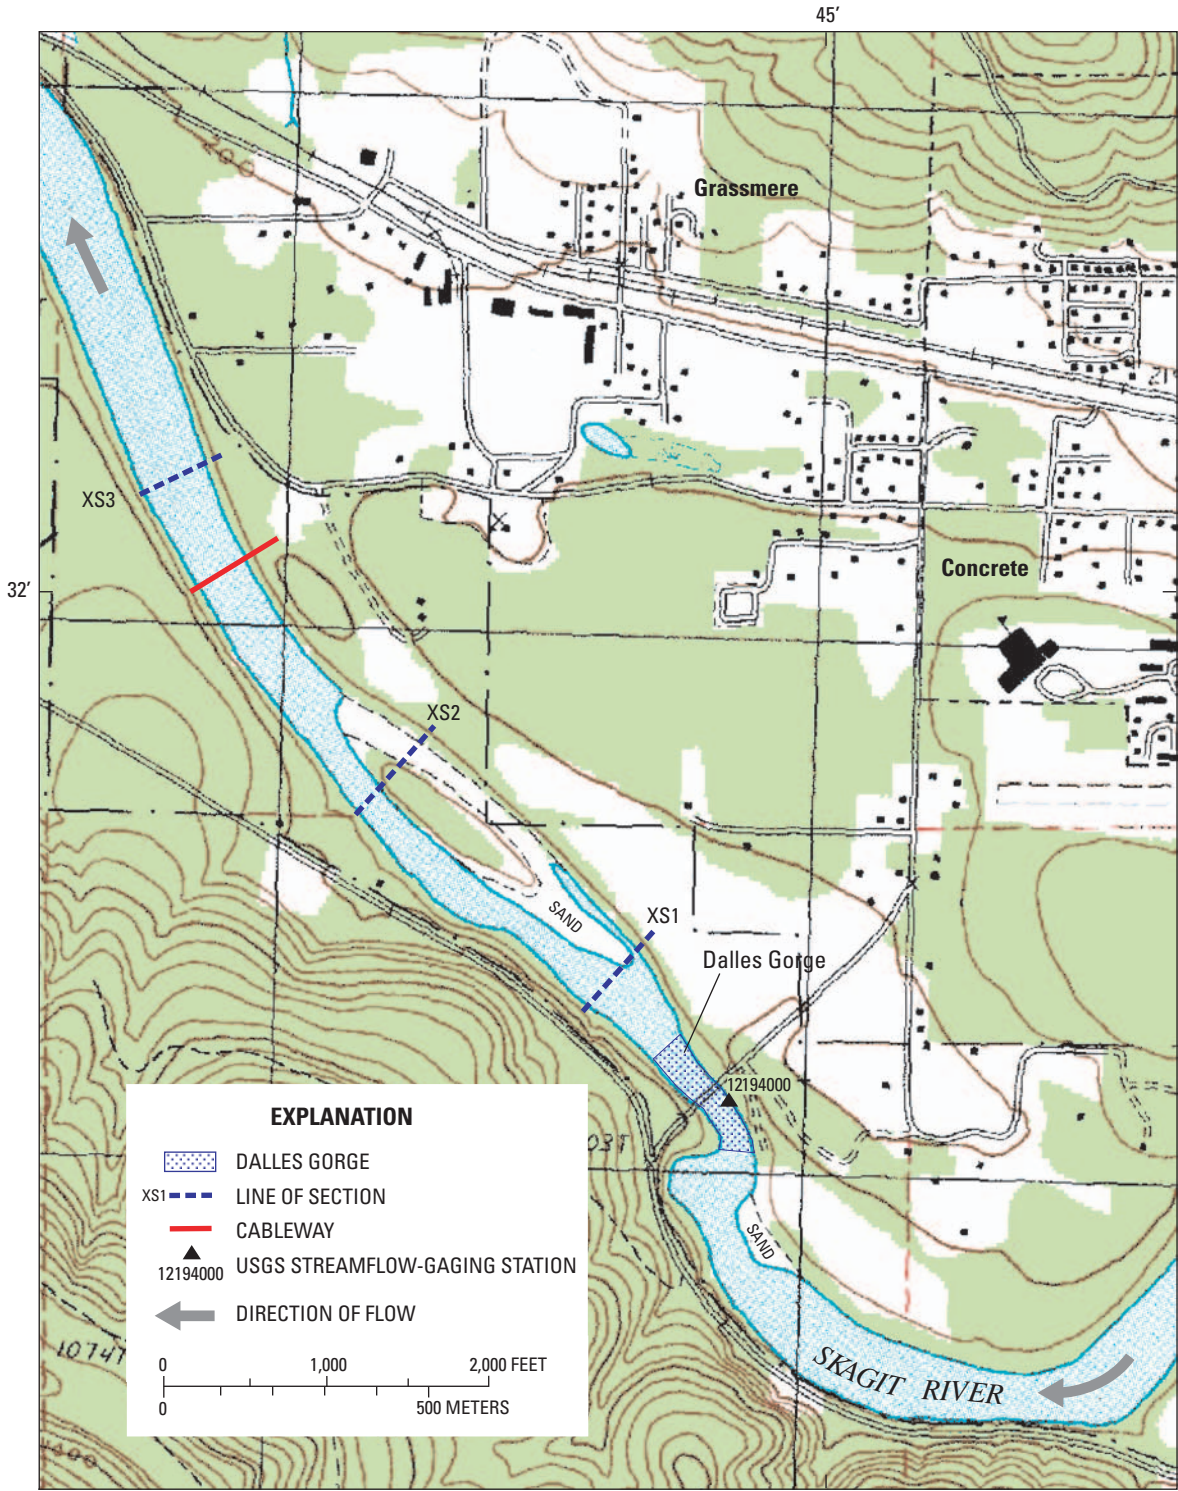 45′
200
Grassmere
XS3
Concrete
32′
XS2
SAND
XS1
Dalles Gorge
12194000
SAND
SKAGIT RIVER
EXPLANATION
DALLES GORGE
XS1 LINE OF SECTION
CABLEWAY
12194000 USGS STREAMFLOW-GAGING STATION
DIRECTION OF FLOW
0 1,000 2,000 FEET
0 500 METERS
1074T